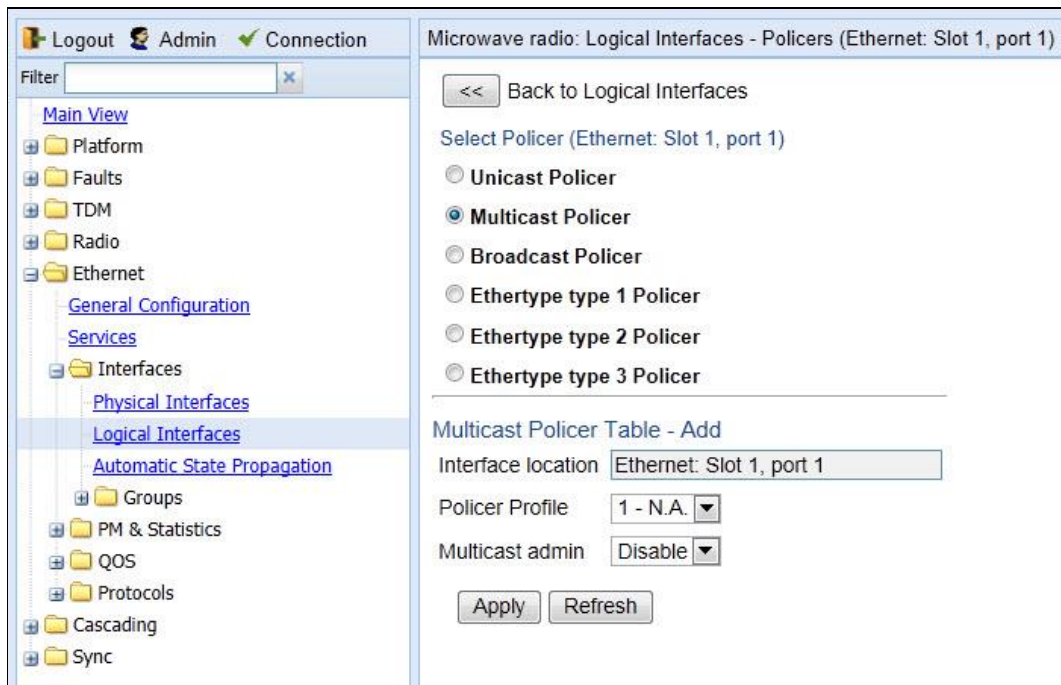 Logout Admin Connection
Filter
Main View
Platform
Faults
TDM
Radio
Ethernet
General Configuration
Services
Interfaces
Physical Interfaces
Logical Interfaces
Automatic State Propagation
Groups
PM & Statistics
QOS
Protocols
Cascading
Sync
Microwave radio: Logical Interfaces - Policers (Ethernet: Slot 1, port 1)
<< Back to Logical Interfaces
Select Policer (Ethernet: Slot 1, port 1)
Unicast Policer
Multicast Policer
Broadcast Policer
Ethertype type 1 Policer
Ethertype type 2 Policer
Ethertype type 3 Policer
Multicast Policer Table - Add
Interface location Ethernet: Slot 1, port 1
Policer Profile 1 - N.A.
Multicast admin Disable
Apply Refresh